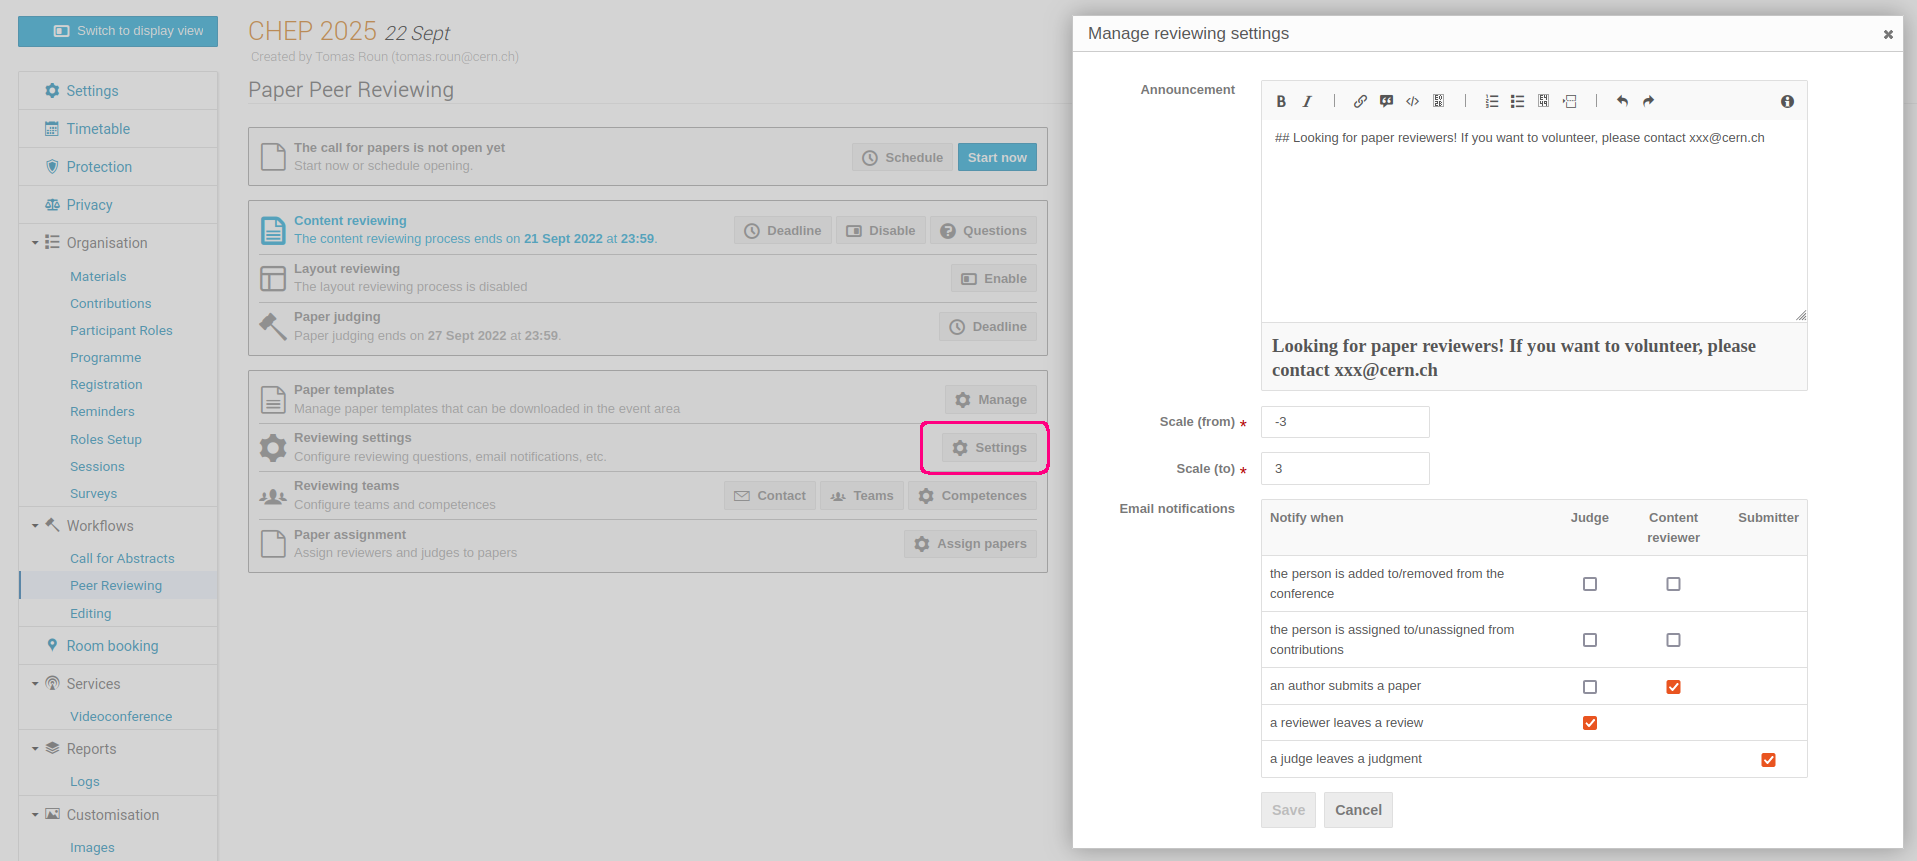 Switch to display view
Settings
Timetable
Protection
Privacy
Organisation
Materials
Contributions
Participant Roles
Programme
Registration
Reminders
Roles Setup
Sessions
Surveys
Workflows
Call for Abstracts
Peer Reviewing
Editing
Room booking
Services
Videoconference
Reports
Logs
Customisation
Images
CHEP 2025 22 Sept
Created by Tomas Roun (tomas.roun@cern.ch)
Paper Peer Reviewing
The call for papers is not open yet
Start now or schedule opening.
Schedule
Start now
Content reviewing
The content reviewing process ends on 21 Sept 2022 at 23:59.
Deadline
Disable
Questions
Layout reviewing
The layout reviewing process is disabled
Enable
Paper judging
Paper judging ends on 27 Sept 2022 at 23:59.
Deadline
Paper templates
Manage paper templates that can be downloaded in the event area
Manage
Reviewing settings
Configure reviewing questions, email notifications, etc.
Settings
Reviewing teams
Configure teams and competences
Contact
Teams
Competences
Paper assignment
Assign reviewers and judges to papers
Assign papers
Manage reviewing settings
Announcement
## Looking for paper reviewers! If you want to volunteer, please contact xxx@cern.ch
Looking for paper reviewers! If you want to volunteer, please
contact xxx@cern.ch
Scale (from) *
-3
Scale (to) *
3
Email notifications
Notify when Judge Content reviewer Submitter
the person is added to/removed from the
conference
the person is assigned to/unassigned from
contributions
an author submits a paper
a reviewer leaves a review
a judge leaves a judgment
Save
Cancel